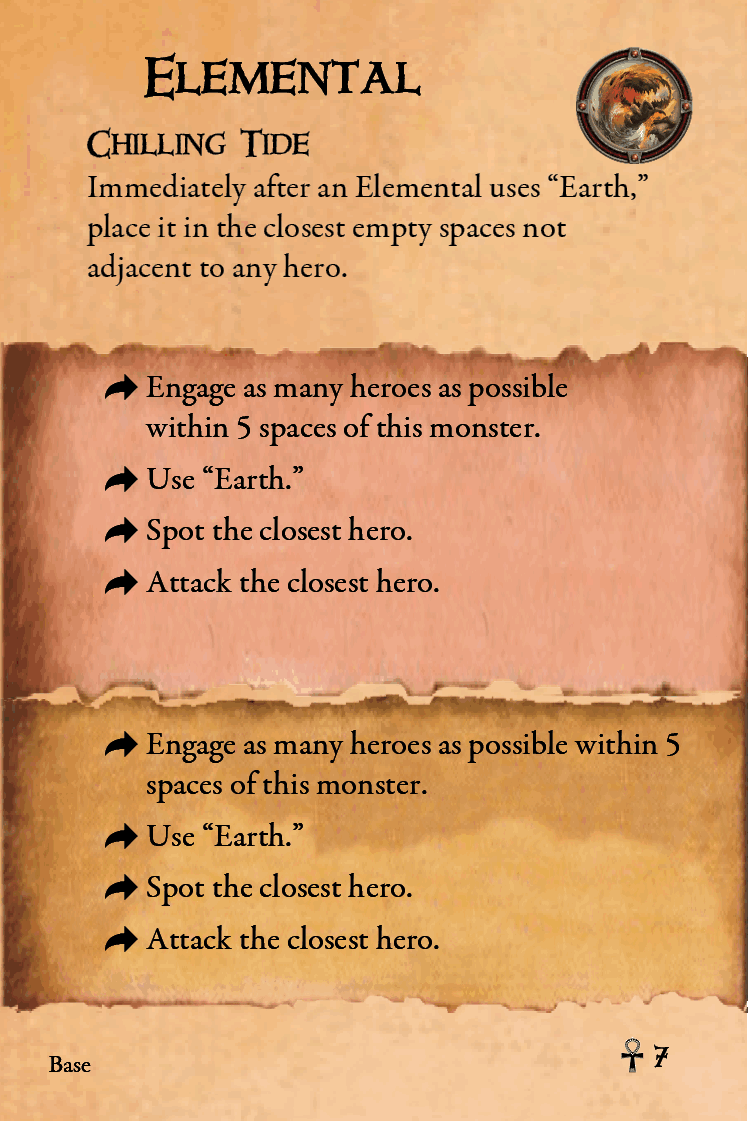 Elemental
Chilling Tide
Immediately after an Elemental uses “Earth,”
place it in the closest empty spaces not
adjacent to any hero.
Engage as many heroes as possible
within 5 spaces of this monster.
Use “Earth.”
Spot the closest hero.
Attack the closest hero.
Engage as many heroes as possible within 5
spaces of this monster.
Use “Earth.”
Spot the closest hero.
Attack the closest hero.
Base
☥ 7